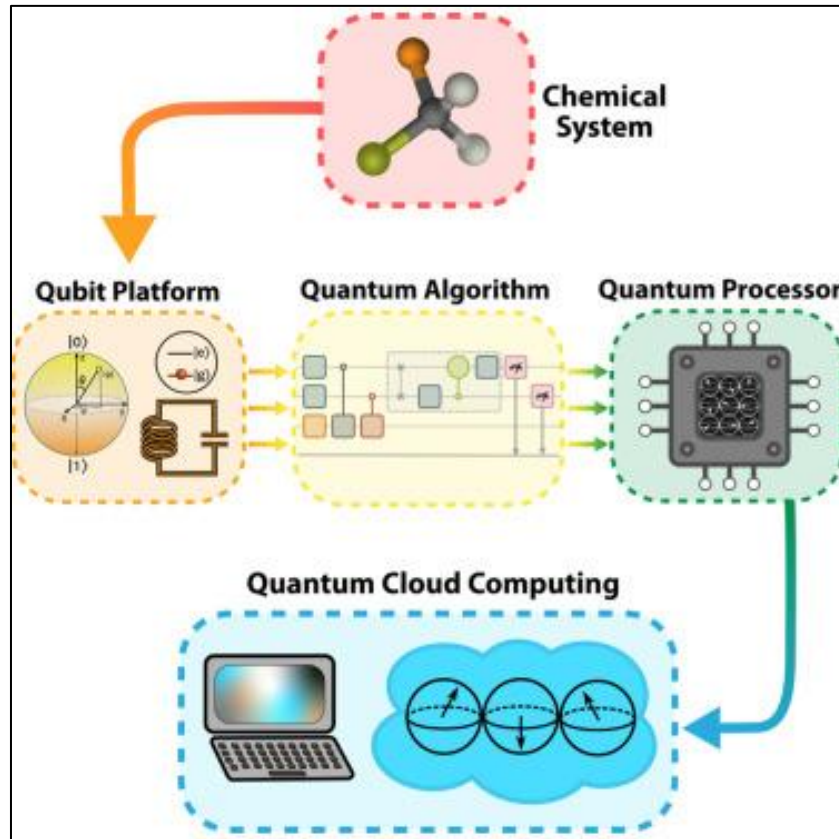 Chemical
System
Qubit Platform
Quantum Algorithm
Quantum Processor
|0⟩
|e⟩
|g⟩
|1⟩
Quantum Cloud Computing